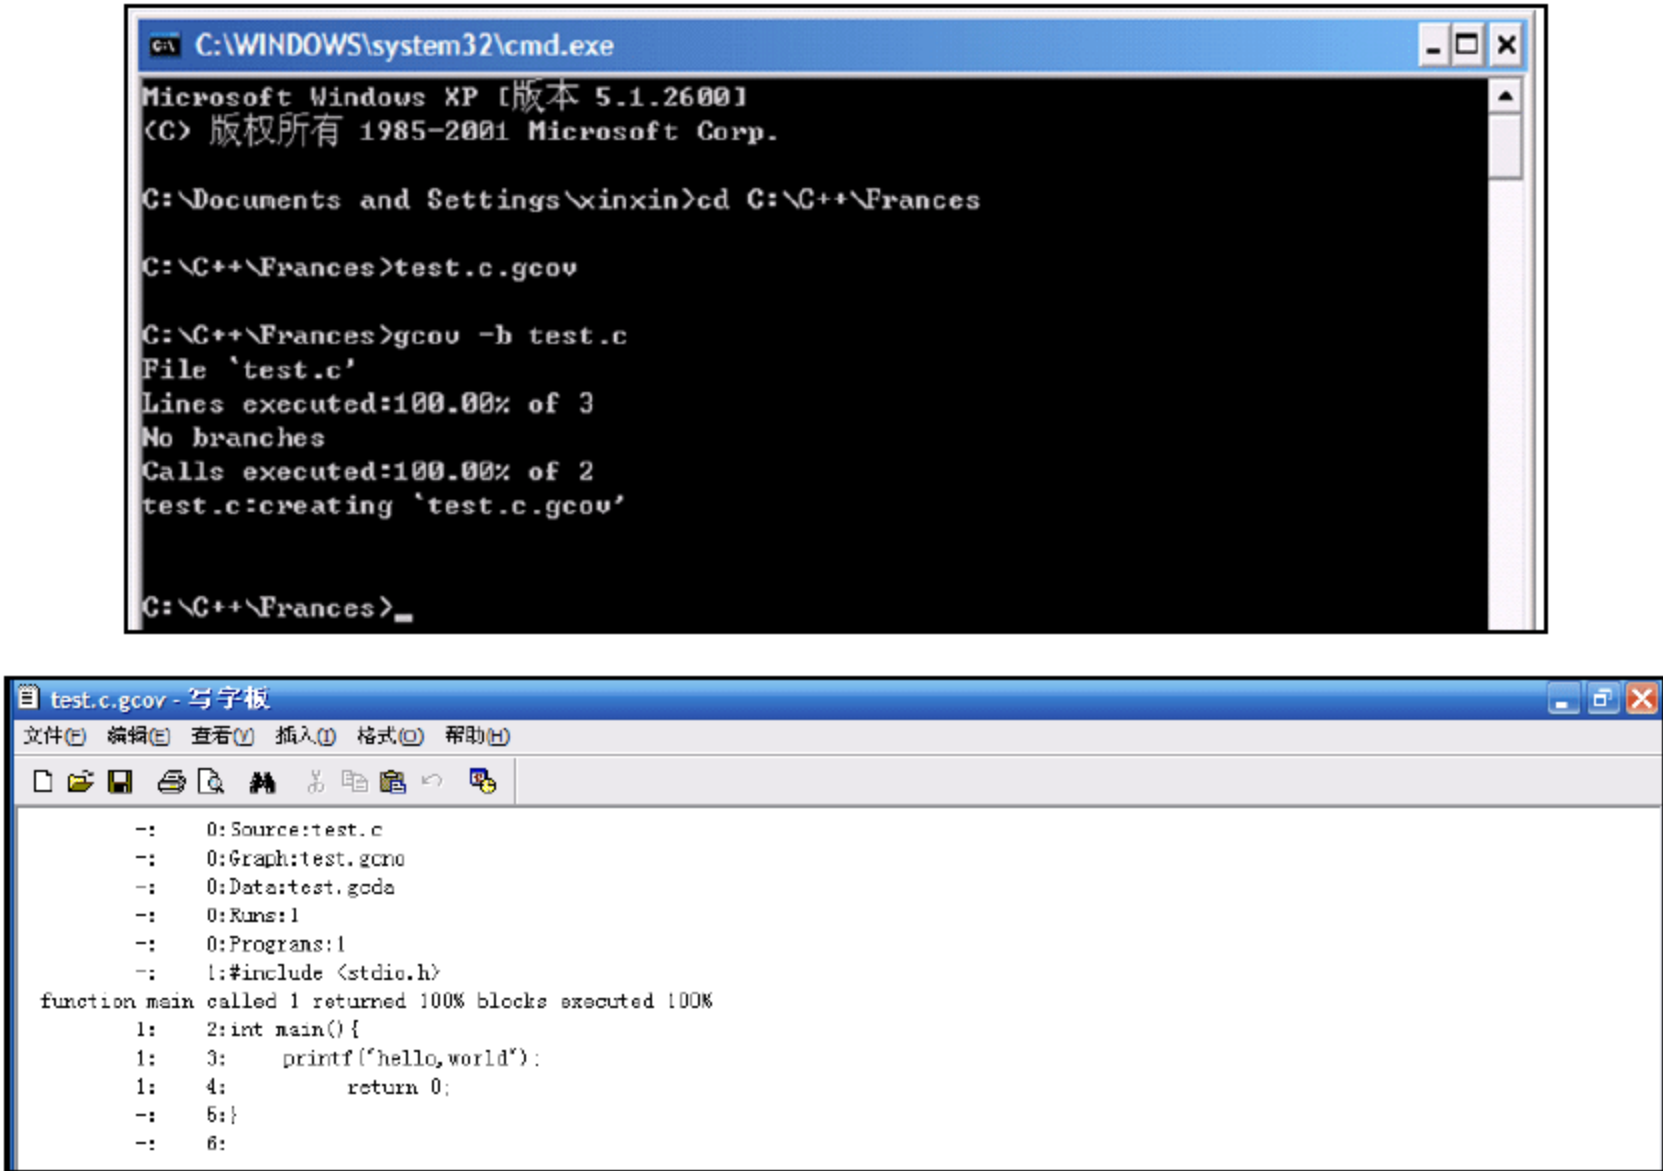 C:\WINDOWS\system32\cmd.exe
Microsoft Windows XP [版本 5.1.2600]
(C) 版权所有 1985-2001 Microsoft Corp.
C:\Documents and Settings\xinxin>cd C:\C++\Frances
C:\C++\Frances>test.c.gcov
C:\C++\Frances>gcov -b test.c
File `test.c'
Lines executed:100.00% of 3
No branches
Calls executed:100.00% of 2
test.c:creating `test.c.gcov'
C:\C++\Frances>_
test.c.gcov - 写字板
文件(F) 编辑(E) 查看(V) 插入(I) 格式(O) 帮助(H)
-: 0:Source:test.c
-: 0:Graph:test.gcno
-: 0:Data:test.gcda
-: 0:Runs:1
-: 0:Programs:1
-: 1:#include <stdio.h>
function main called 1 returned 100% blocks executed 100%
1: 2:int main(){
1: 3: printf("hello,world");
1: 4: return 0;
-: 5:}
-: 6: